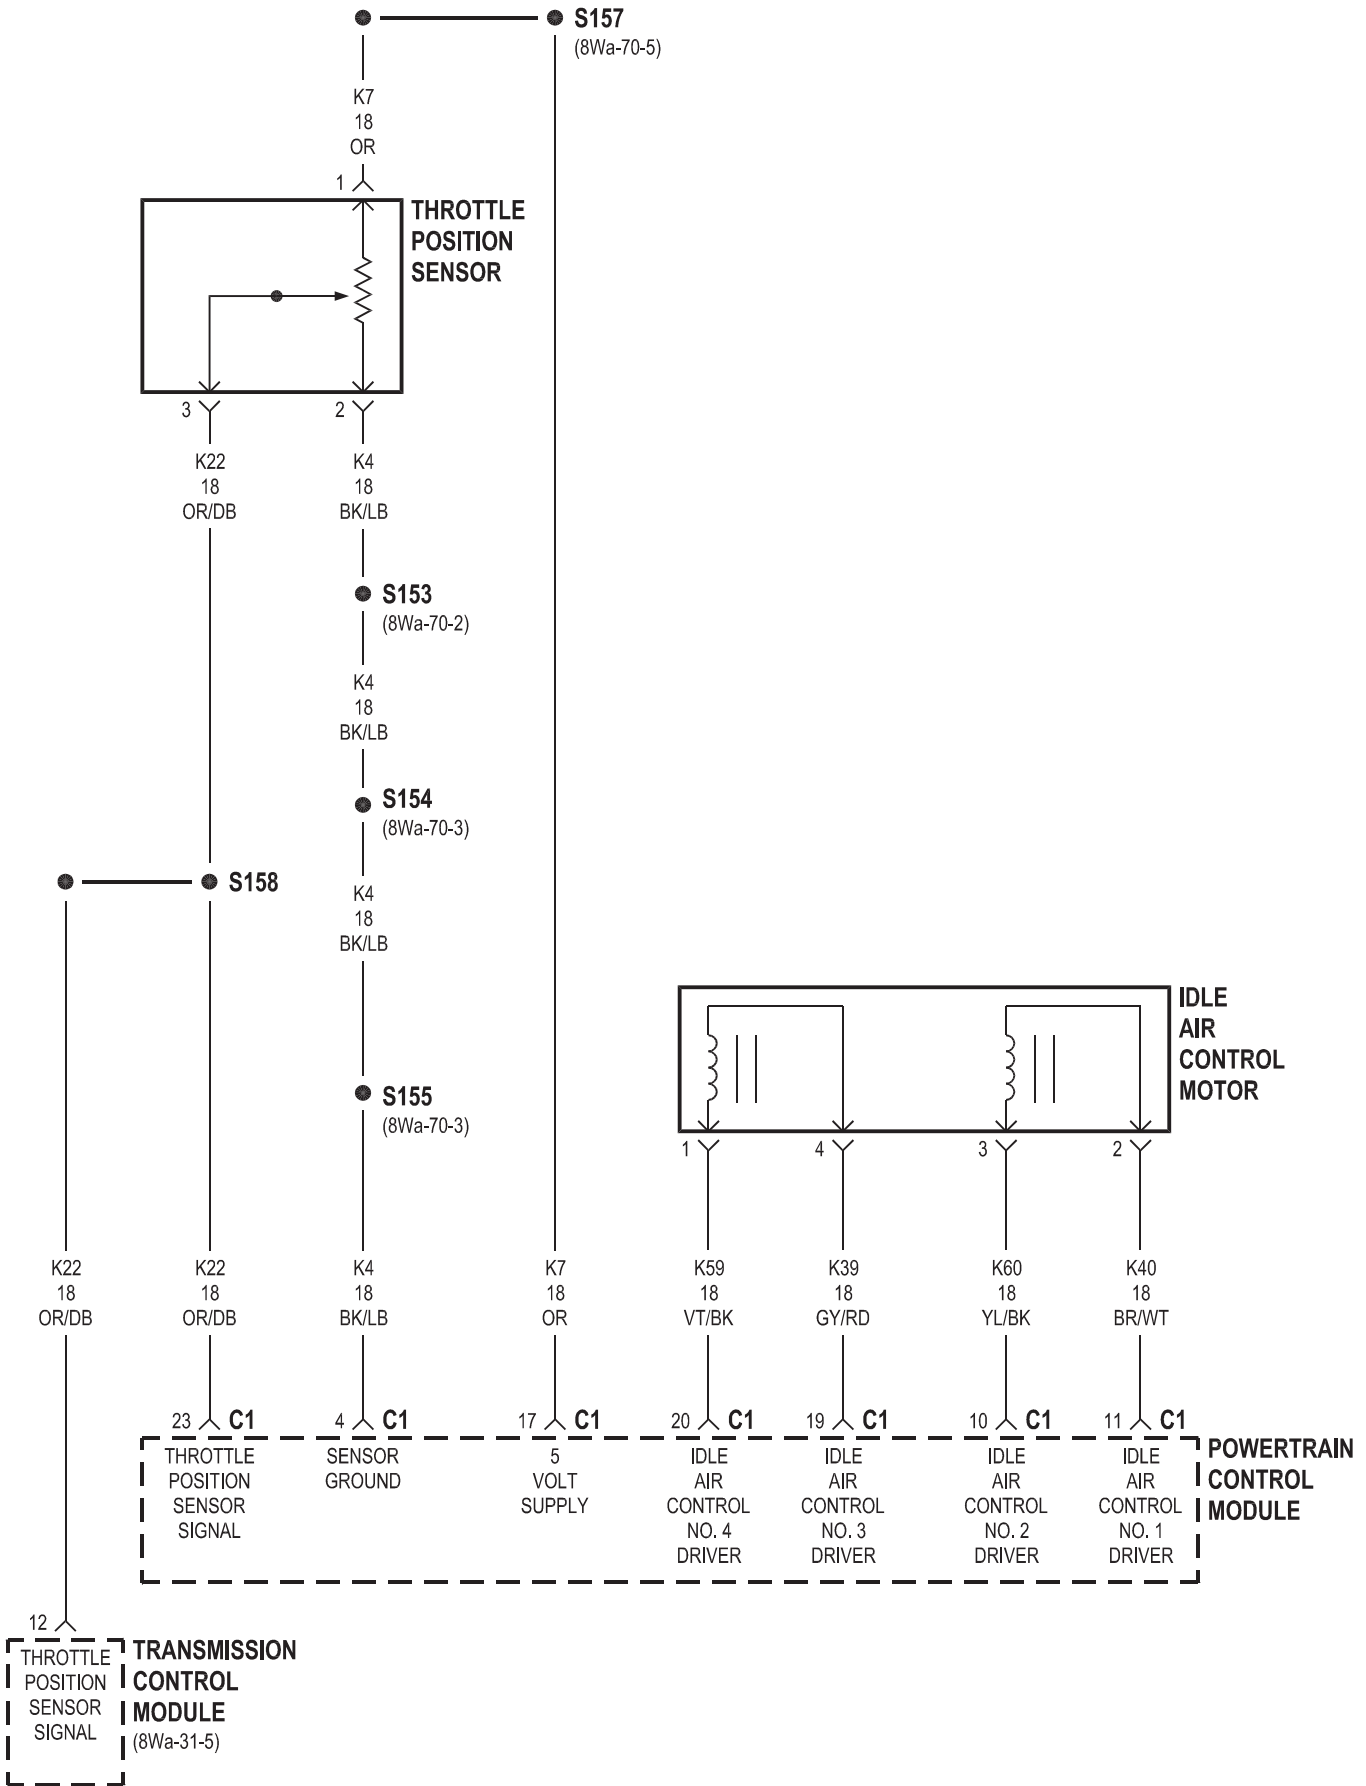 S157
(8Wa-70-5)
K7
18
OR
1
THROTTLE
POSITION
SENSOR
3
2
K22
18
OR/DB
K4
18
BK/LB
S153
(8Wa-70-2)
K4
18
BK/LB
S154
(8Wa-70-3)
S158
K4
18
BK/LB
S155
(8Wa-70-3)
IDLE
AIR
CONTROL
MOTOR
1
4
3
2
K22
18
OR/DB
K22
18
OR/DB
K4
18
BK/LB
K7
18
OR
K59
18
VT/BK
K39
18
GY/RD
K60
18
YL/BK
K40
18
BR/WT
23 C1
4 C1
17 C1
20 C1
19 C1
10 C1
11 C1
THROTTLE
POSITION
SENSOR
SIGNAL
SENSOR
GROUND
5
VOLT
SUPPLY
IDLE
AIR
CONTROL
NO. 4
DRIVER
IDLE
AIR
CONTROL
NO. 3
DRIVER
IDLE
AIR
CONTROL
NO. 2
DRIVER
IDLE
AIR
CONTROL
NO. 1
DRIVER
POWERTRAIN
CONTROL
MODULE
12
THROTTLE
POSITION
SENSOR
SIGNAL
TRANSMISSION
CONTROL
MODULE
(8Wa-31-5)